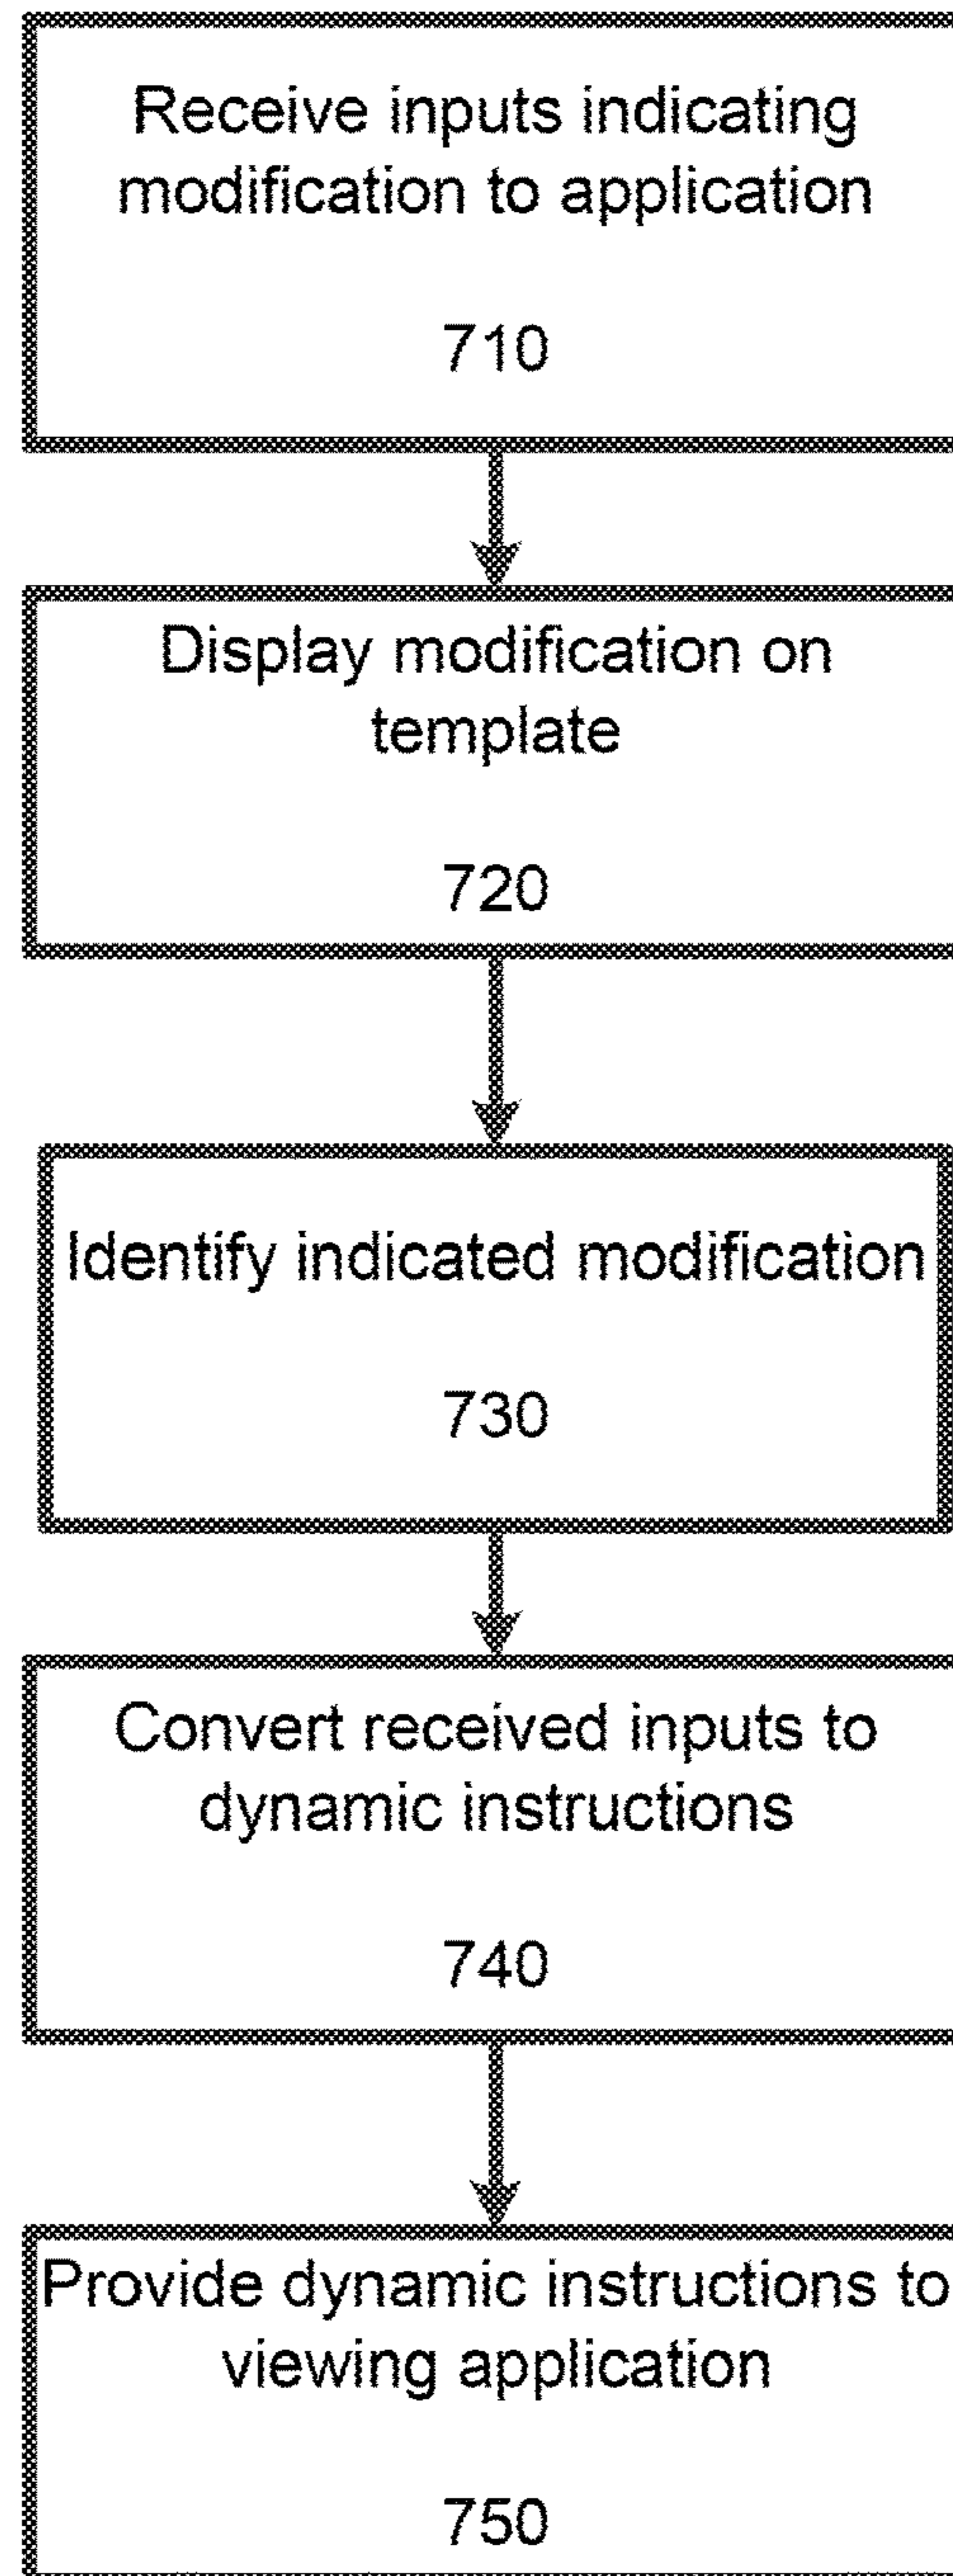 Receive inputs indicating
modification to application
710
Display modification on
template
720
Identify indicated modification
730
Convert received inputs to
dynamic instructions
740
Provide dynamic instructions to
viewing application
750